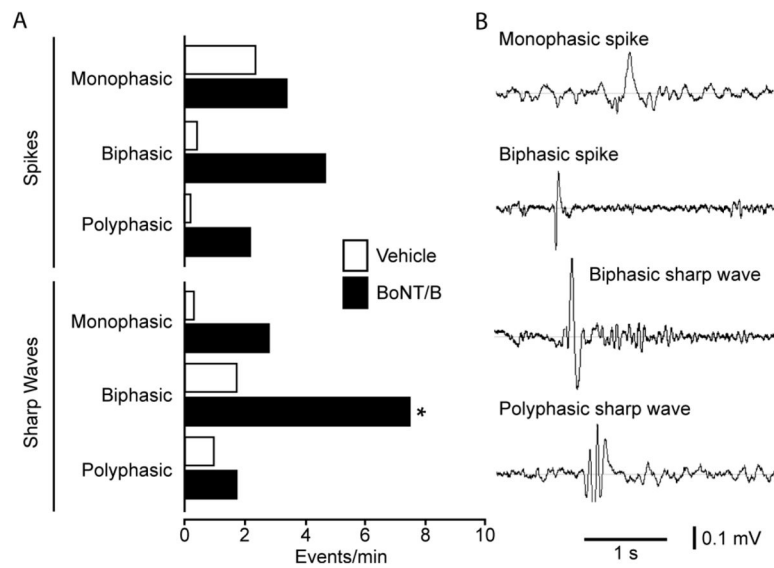 A
Spikes
Monophasic
Biphasic
Polyphasic
Vehicle
BoNT/B
Sharp Waves
Monophasic
Biphasic
*
Polyphasic
0 2 4 6 8 10
Events/min
B
Monophasic spike
Biphasic spike
Biphasic sharp wave
Polyphasic sharp wave
1 s
0.1 mV